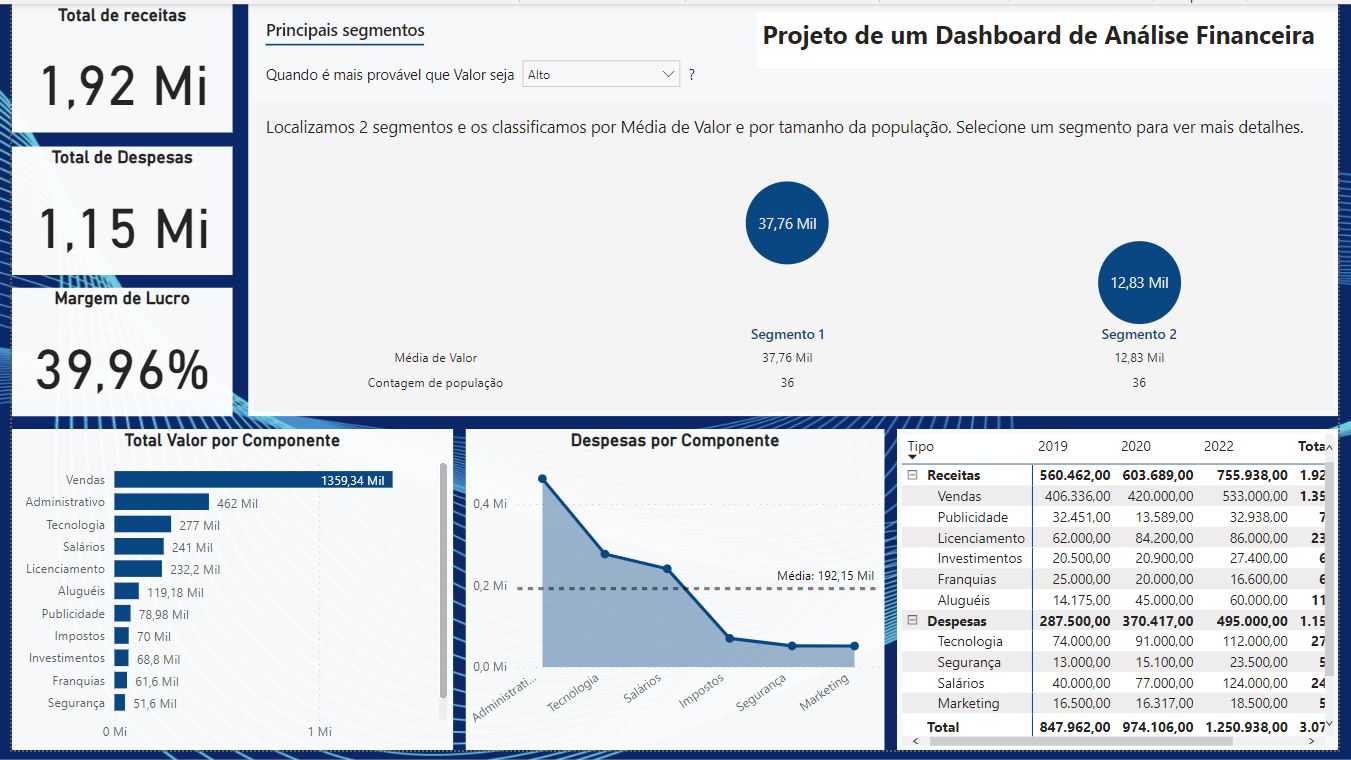 Total de receitas
1,92 Mi
Total de Despesas
1,15 Mi
Margem de Lucro
39,96%
Principais segmentos
Projeto de um Dashboard de Análise Financeira
Quando é mais provável que Valor seja Alto ?
Localizamos 2 segmentos e os classificamos por Média de Valor e por tamanho da população. Selecione um segmento para ver mais detalhes.
37,76 Mil
12,83 Mil
Segmento 1 Segmento 2
Média de Valor 37,76 Mil 12,83 Mil
Contagem de população 36 36
Total Valor por Componente
Vendas 1359,34 Mil
Administrativo 462 Mil
Tecnologia 277 Mil
Salários 241 Mil
Licenciamento 232,2 Mil
Aluguéis 119,18 Mil
Publicidade 78,98 Mil
Impostos 70 Mil
Investimentos 68,8 Mil
Franquias 61,6 Mil
Segurança 51,6 Mil
0 Mi 1 Mi
Despesas por Componente
0,4 Mi
Média: 192,15 Mil
0,2 Mi
0,0 Mi
Administrati... Tecnologia Salários Impostos Segurança Marketing
Tipo 2019 2020 2022 Tota
Receitas 560.462,00 603.689,00 755.938,00 1.92
Vendas 406.336,00 420.000,00 533.000,00 1.35
Publicidade 32.451,00 13.589,00 32.938,00 7
Licenciamento 62.000,00 84.200,00 86.000,00 23
Investimentos 20.500,00 20.900,00 27.400,00 6
Franquias 25.000,00 20.000,00 16.600,00 6
Aluguéis 14.175,00 45.000,00 60.000,00 11
Despesas 287.500,00 370.417,00 495.000,00 1.15
Tecnologia 74.000,00 91.000,00 112.000,00 27
Segurança 13.000,00 15.100,00 23.500,00 5
Salários 40.000,00 77.000,00 124.000,00 24
Marketing 16.500,00 16.317,00 18.500,00 5
Total 847.962,00 974.106,00 1.250.938,00 3.07